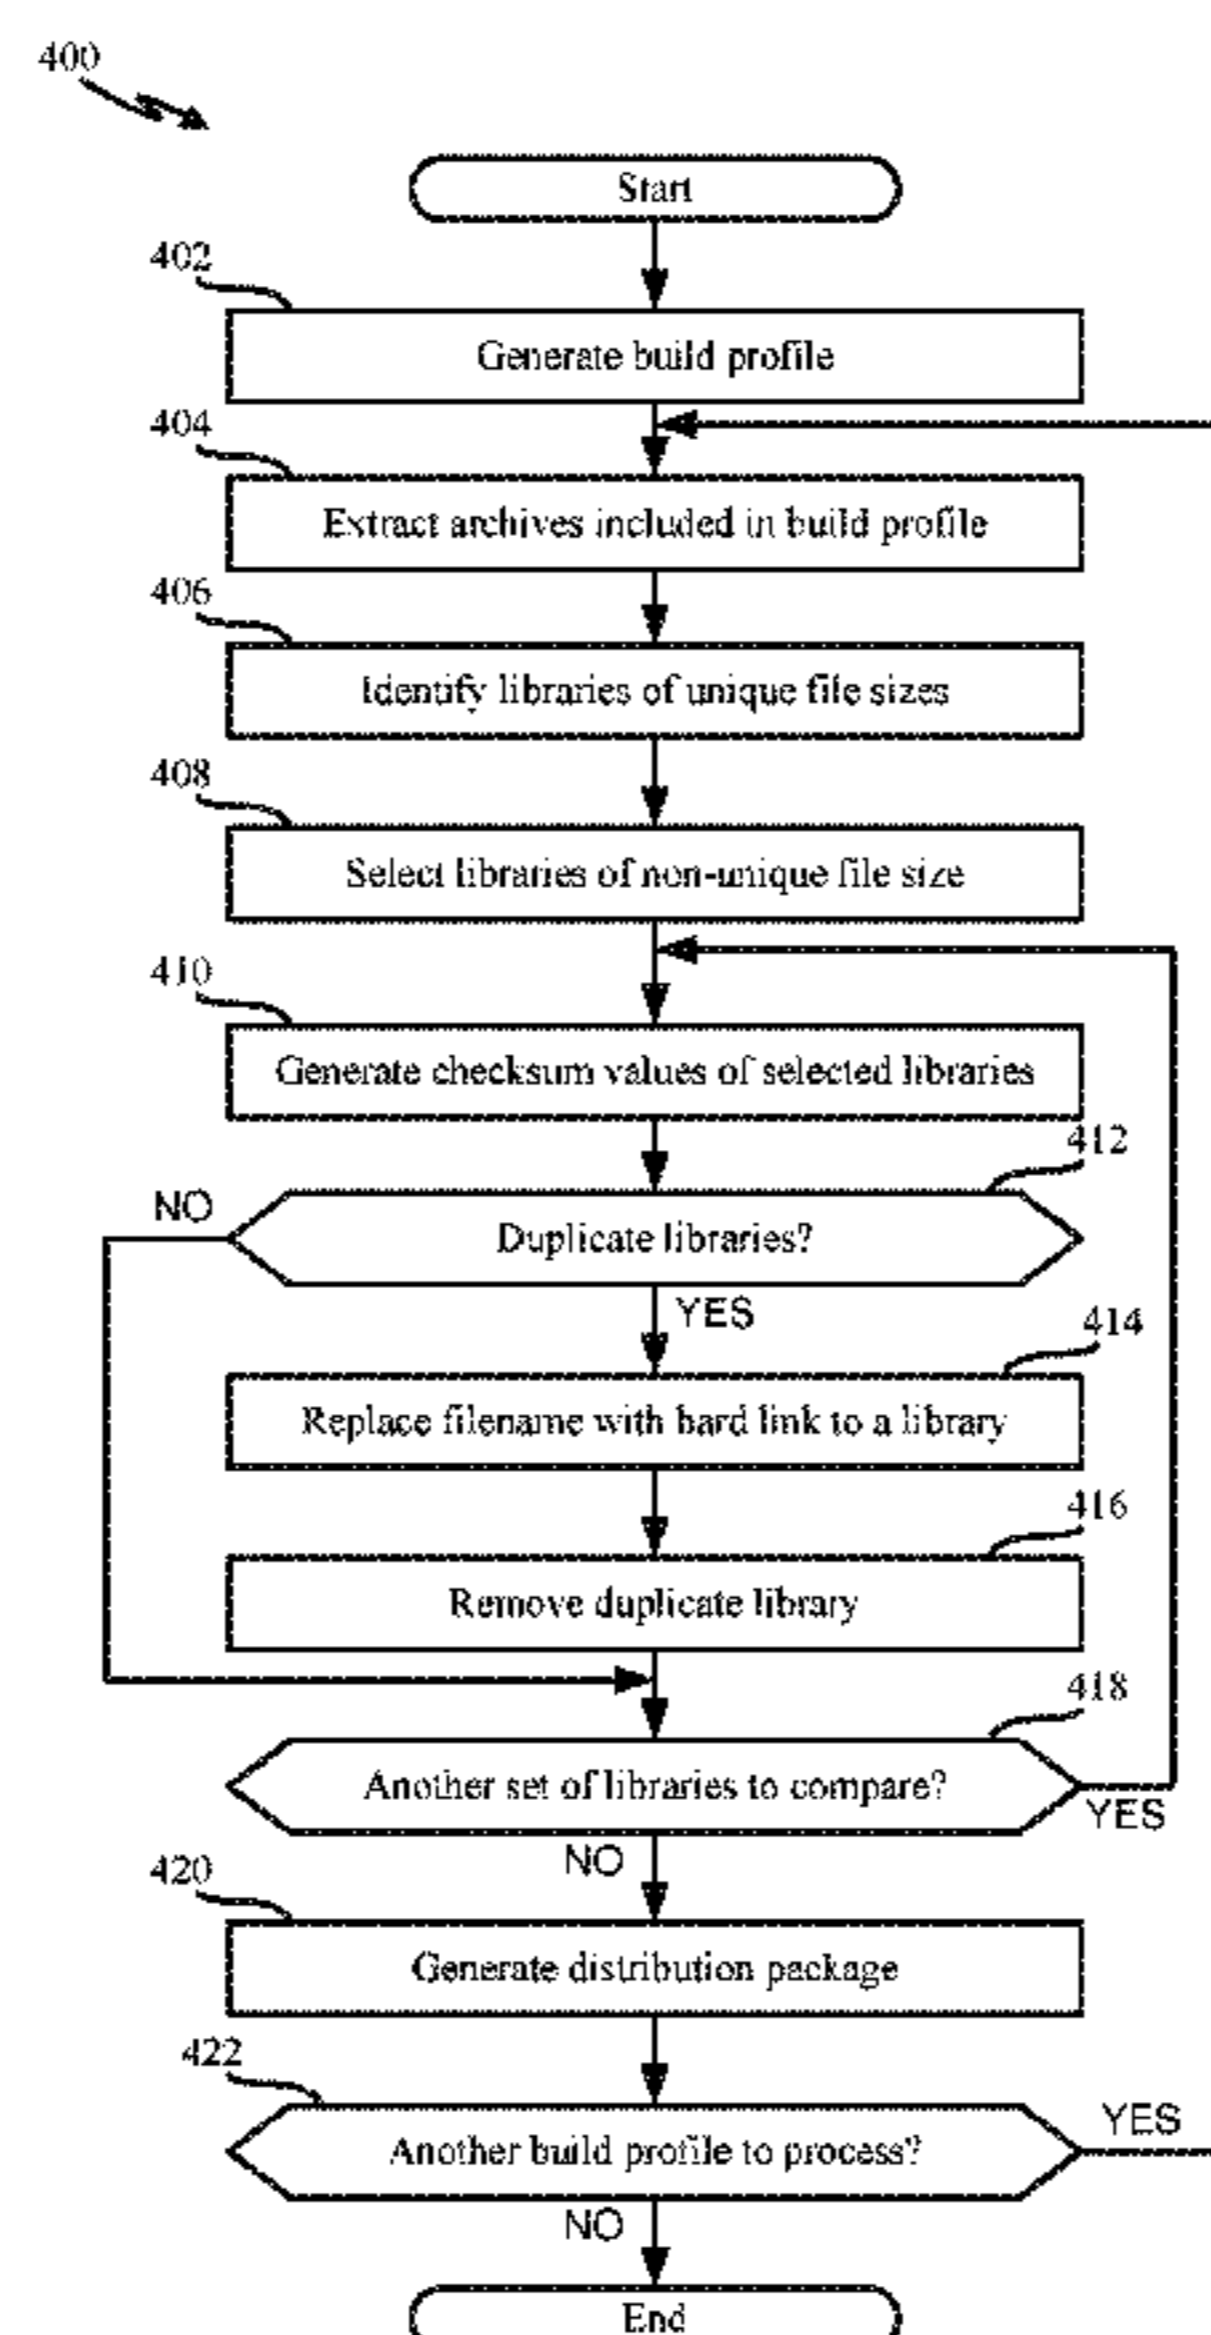 400
Start
402
Generate build profile
404
Extract archives included in build profile
406
Identify libraries of unique file sizes
408
Select libraries of non-unique file size
410
Generate checksum values of selected libraries
412
NO
Duplicate libraries?
YES
414
Replace filename with hard link to a library
416
Remove duplicate library
418
Another set of libraries to compare?
YES
NO
420
Generate distribution package
422
YES
Another build profile to process?
NO
End